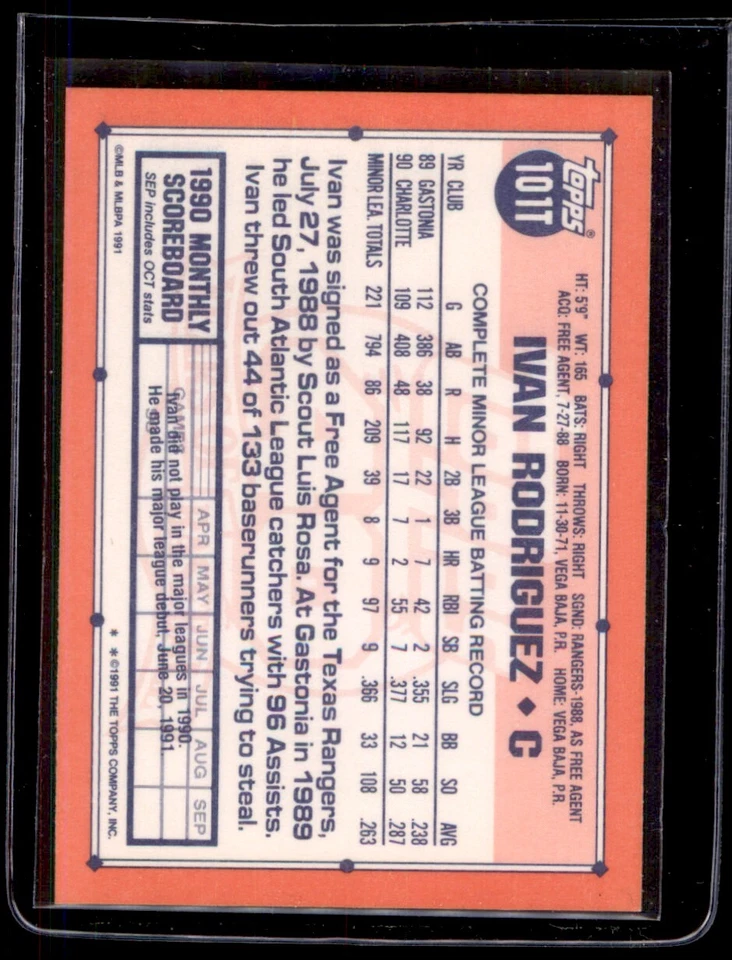 topps®
101T
HT: 5'9" WT: 165 BATS: RIGHT THROWS: RIGHT SGND: RANGERS-1988, AS FREE AGENT
ACQ: FREE AGENT, 7-27-88 BORN: 11-30-71, VEGA BAJA, P.R. HOME: VEGA BAJA, P.R.
IVAN RODRIGUEZ ♦ C
COMPLETE MINOR LEAGUE BATTING RECORD
YR CLUB G AB R H 2B 3B HR RBI SB SLG BB SO AVG
89 GASTONIA 112 386 38 92 22 1 7 42 2 .355 21 58 .238
90 CHARLOTTE 109 408 48 117 17 7 2 55 7 .377 12 50 .287
MINOR LEA. TOTALS 221 794 86 209 39 8 9 97 9 .366 33 108 .263
Ivan was signed as a Free Agent for the Texas Rangers,
July 27, 1988 by Scout Luis Rosa. At Gastonia in 1989
he led South Atlantic League catchers with 96 Assists.
Ivan threw out 44 of 133 baserunners trying to steal.
1990 MONTHLY
SCOREBOARD
SEP includes OCT stats
APR MAY JUN JUL AUG SEP
GAMES
Ivan did not play in the major leagues in 1990.
He made his major league debut, June 20, 1991.
©MLB & MLBPA 1991
* * ©1991 THE TOPPS COMPANY, INC.